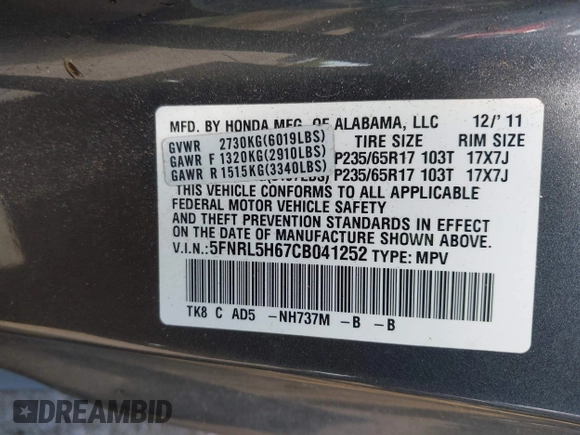 MFD. BY HONDA MFG. OF ALABAMA, LLC 12/'11
TIRE SIZE RIM SIZE
GVWR 2730KG(6019LBS)
GAWR F 1320KG(2910LBS) P235/65R17 103T 17X7J
GAWR R 1515KG(3340LBS) P235/65R17 103T 17X7J
THIS VEHICLE CONFORMS TO ALL APPLICABLE
FEDERAL MOTOR VEHICLE SAFETY
AND THEFT PREVENTION STANDARDS IN EFFECT
ON THE DATE OF MANUFACTURE SHOWN ABOVE.
V.I.N.:5FNRL5H67CB041252 TYPE: MPV
TK8 C AD5 -NH737M -B -B
DREAMBID